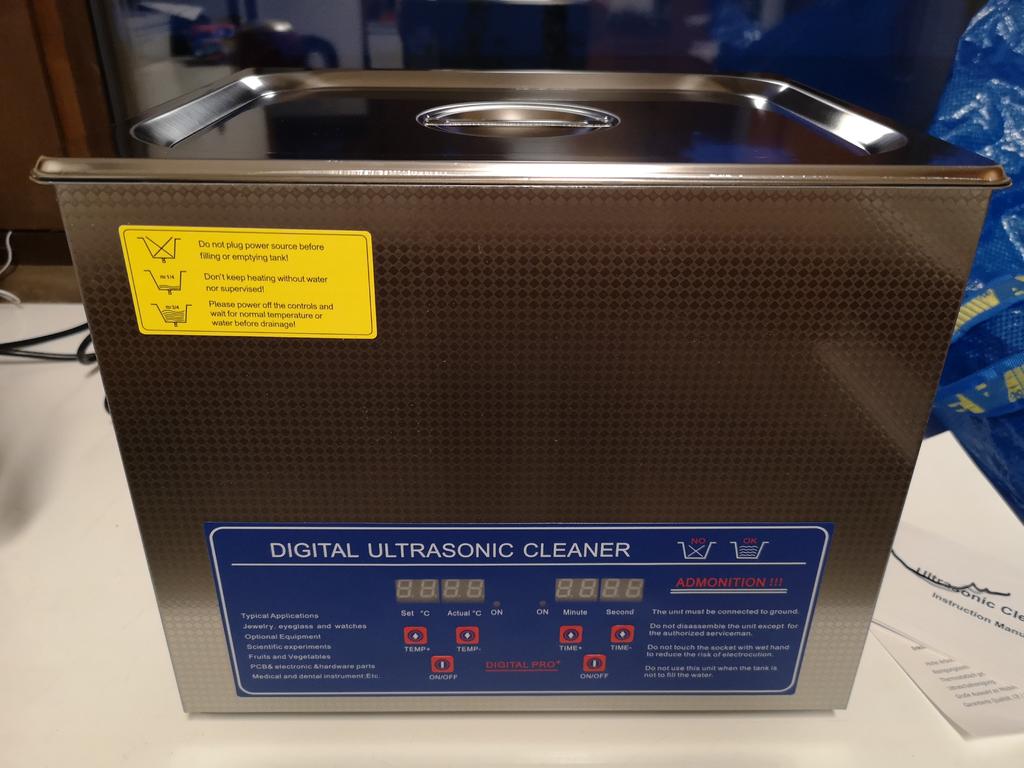 Do not plug power source before
filling or emptying tank!
Don't keep heating without water
nor supervised!
Please power off the controls and
wait for normal temperature or
water before drainage!
DIGITAL ULTRASONIC CLEANER
NO OK
ADMONITION !!!
Set °C Actual °C ON ON Minute Second
Typical Applications
Jewelry, eyeglass and watches
Optional Equipment
Scientific experiments
Fruits and Vegetables
PCB& electronic &hardware parts
Medical and dental instrument;Etc.
TEMP+ TEMP- TIME+ TIME-
ON/OFF DIGITAL PRO+ ON/OFF
The unit must be connected to ground.
Do not disassemble the unit except for
the authorized serviceman.
Do not touch the socket with wet hand
to reduce the risk of electrocution.
Do not use this unit when the tank is
not to fill the water.
Ultrasonic Cle
Instruction Manu